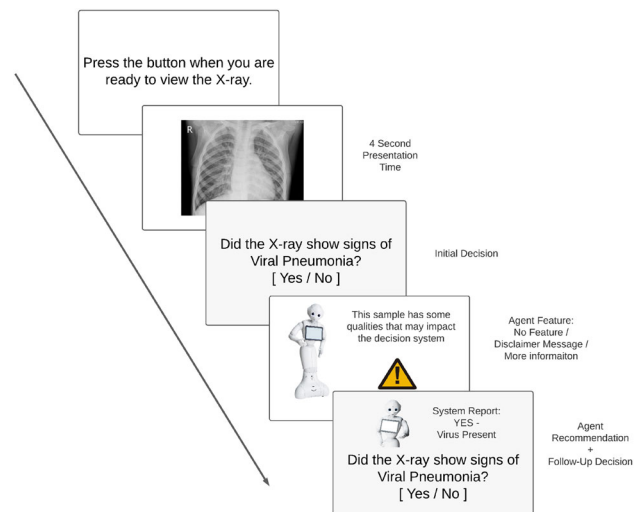 Press the button when you are
ready to view the X-ray.
R
4 Second
Presentation
Time
Did the X-ray show signs of
Viral Pneumonia?
[ Yes / No ]
Initial Decision
This sample has some
qualities that may impact
the decision system
Agent Feature:
No Feature /
Disclaimer Message /
More informaiton
System Report:
YES -
Virus Present
Did the X-ray show signs of
Viral Pneumonia?
[ Yes / No ]
Agent
Recommendation
+
Follow-Up Decision